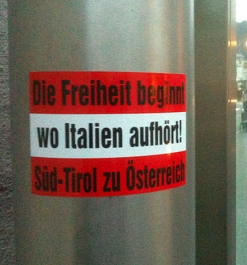 Die Freiheit beginnt
wo Italien aufhört!
Süd-Tirol zu Österreich